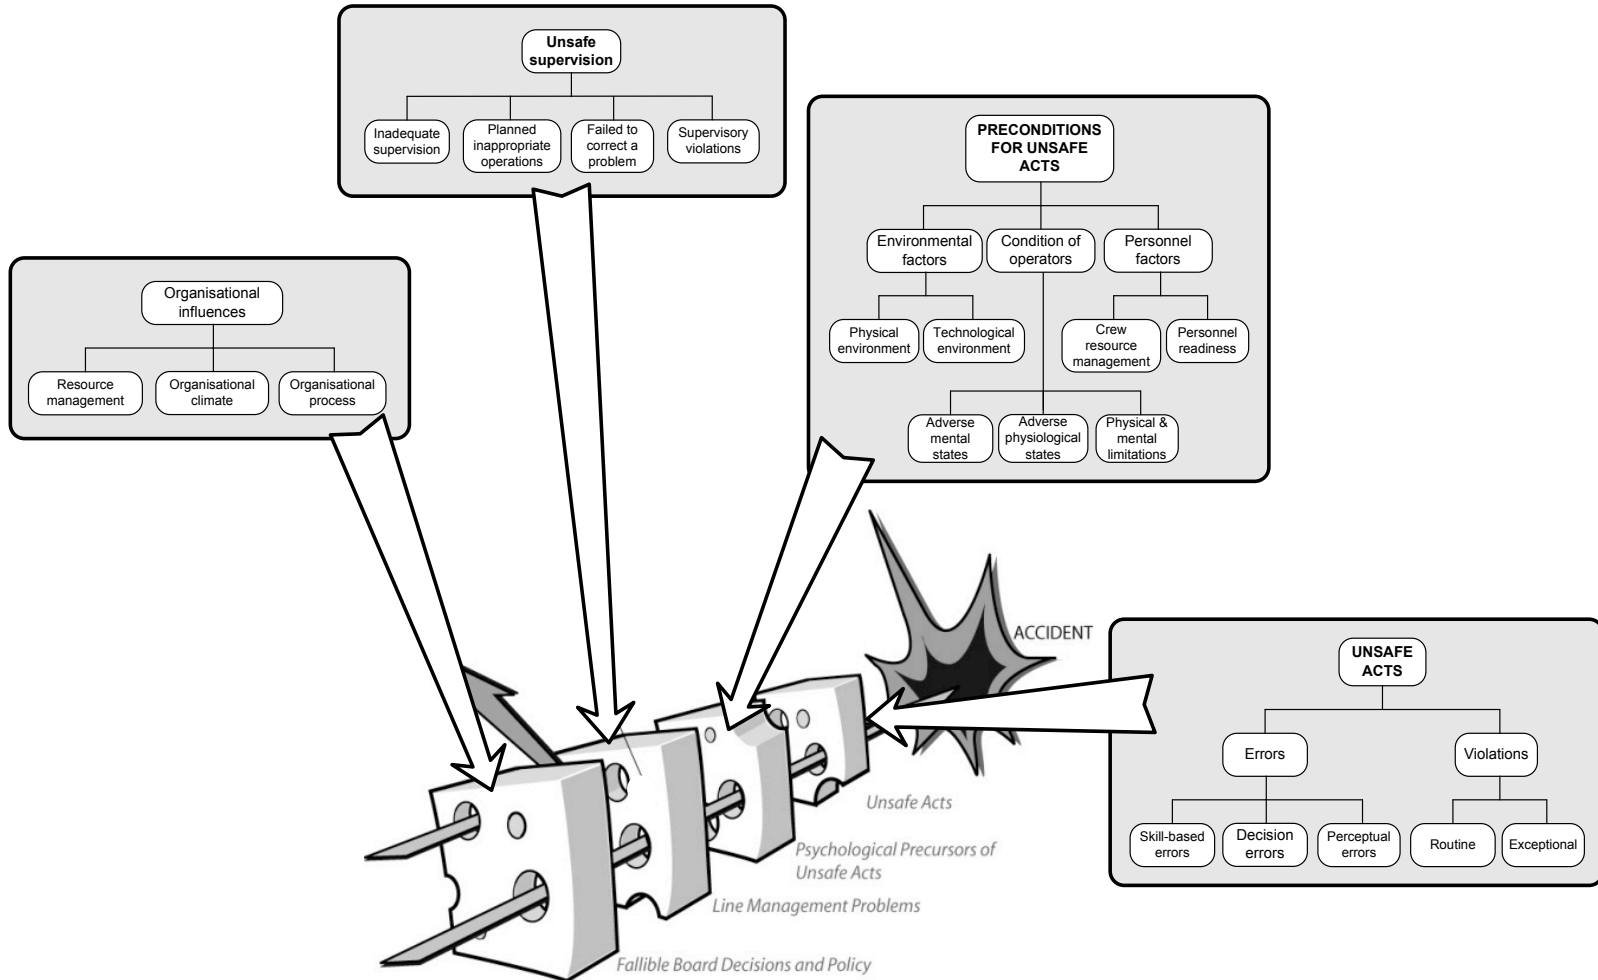 Unsafe
supervision
Inadequate
supervision
Planned
inappropriate
operations
Failed to
correct a
problem
Supervisory
violations
PRECONDITIONS
FOR UNSAFE
ACTS
Environmental
factors
Condition of
operators
Personnel
factors
Physical
environment
Technological
environment
Crew
resource
management
Personnel
readiness
Adverse
mental
states
Adverse
physiological
states
Physical &
mental
limitations
Organisational
influences
Resource
management
Organisational
climate
Organisational
process
ACCIDENT
UNSAFE
ACTS
Errors
Violations
Skill-based
errors
Decision
errors
Perceptual
errors
Routine
Exceptional
Unsafe Acts
Psychological Precursors of
Unsafe Acts
Line Management Problems
Fallible Board Decisions and Policy